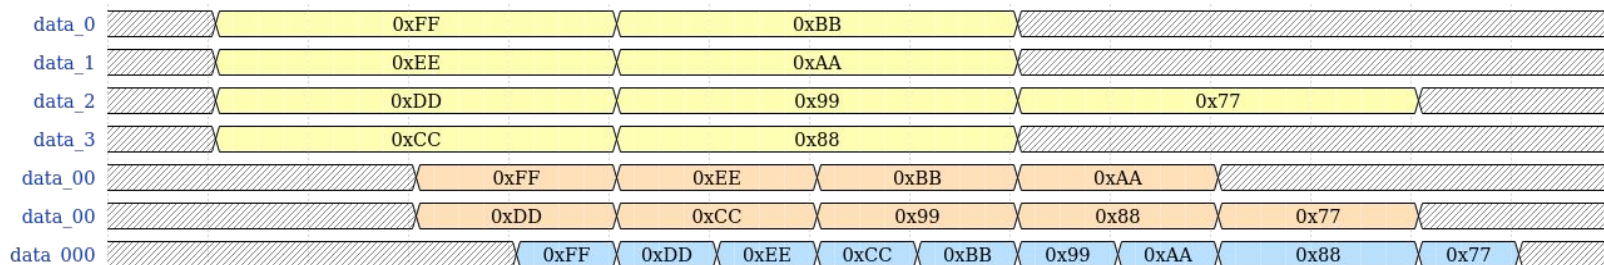 data_0 0xFF 0xBB
data_1 0xEE 0xAA
data_2 0xDD 0x99 0x77
data_3 0xCC 0x88
data_00 0xFF 0xEE 0xBB 0xAA
data_00 0xDD 0xCC 0x99 0x88 0x77
data_000 0xFF 0xDD 0xEE 0xCC 0xBB 0x99 0xAA 0x88 0x77